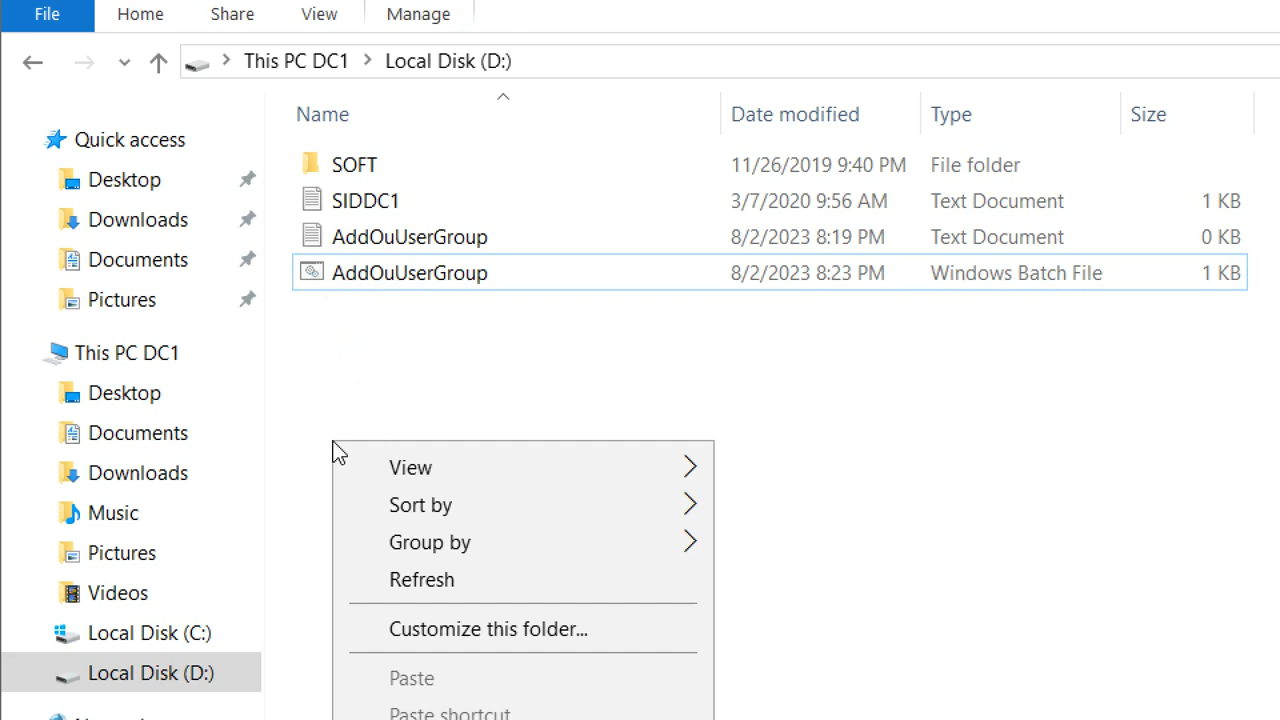 File Home Share View Manage
This PC DC1 Local Disk (D:)
Name Date modified Type Size
Quick access
Desktop
Downloads
Documents
Pictures
This PC DC1
Desktop
Documents
Downloads
Music
Pictures
Videos
Local Disk (C:)
Local Disk (D:)
SOFT 11/26/2019 9:40 PM File folder
SIDDC1 3/7/2020 9:56 AM Text Document 1 KB
AddOuUserGroup 8/2/2023 8:19 PM Text Document 0 KB
AddOuUserGroup 8/2/2023 8:23 PM Windows Batch File 1 KB
View
Sort by
Group by
Refresh
Customize this folder...
Paste
Paste shortcut